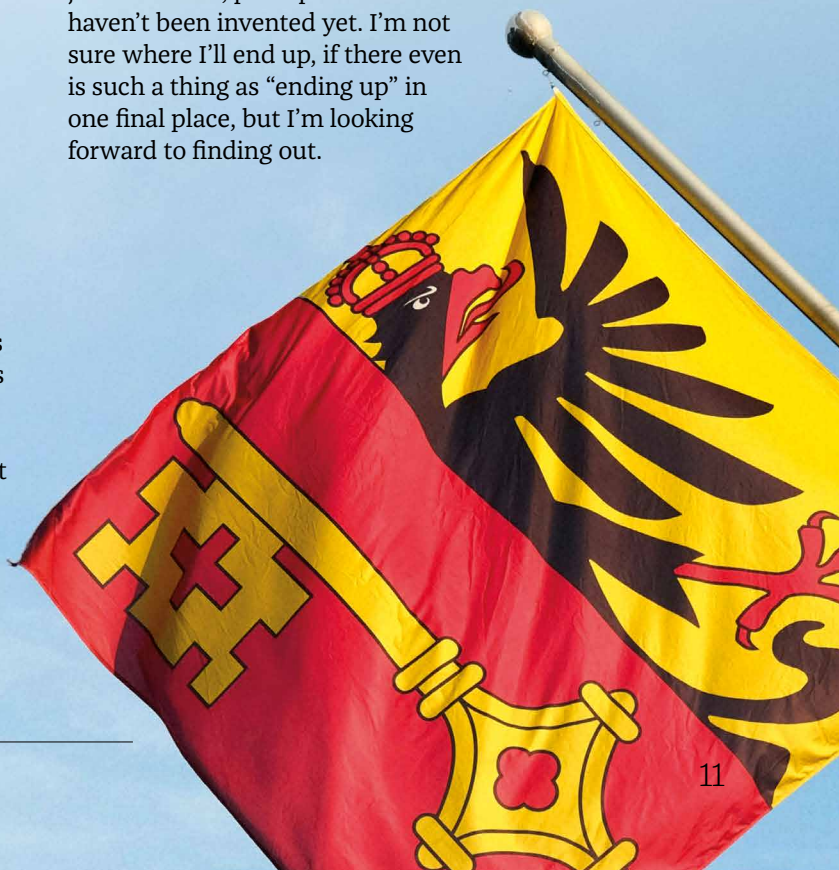 haven’t been invented yet. I’m not
sure where I’ll end up, if there even
is such a thing as “ending up” in
one final place, but I’m looking
forward to finding out.
s
s
t
11